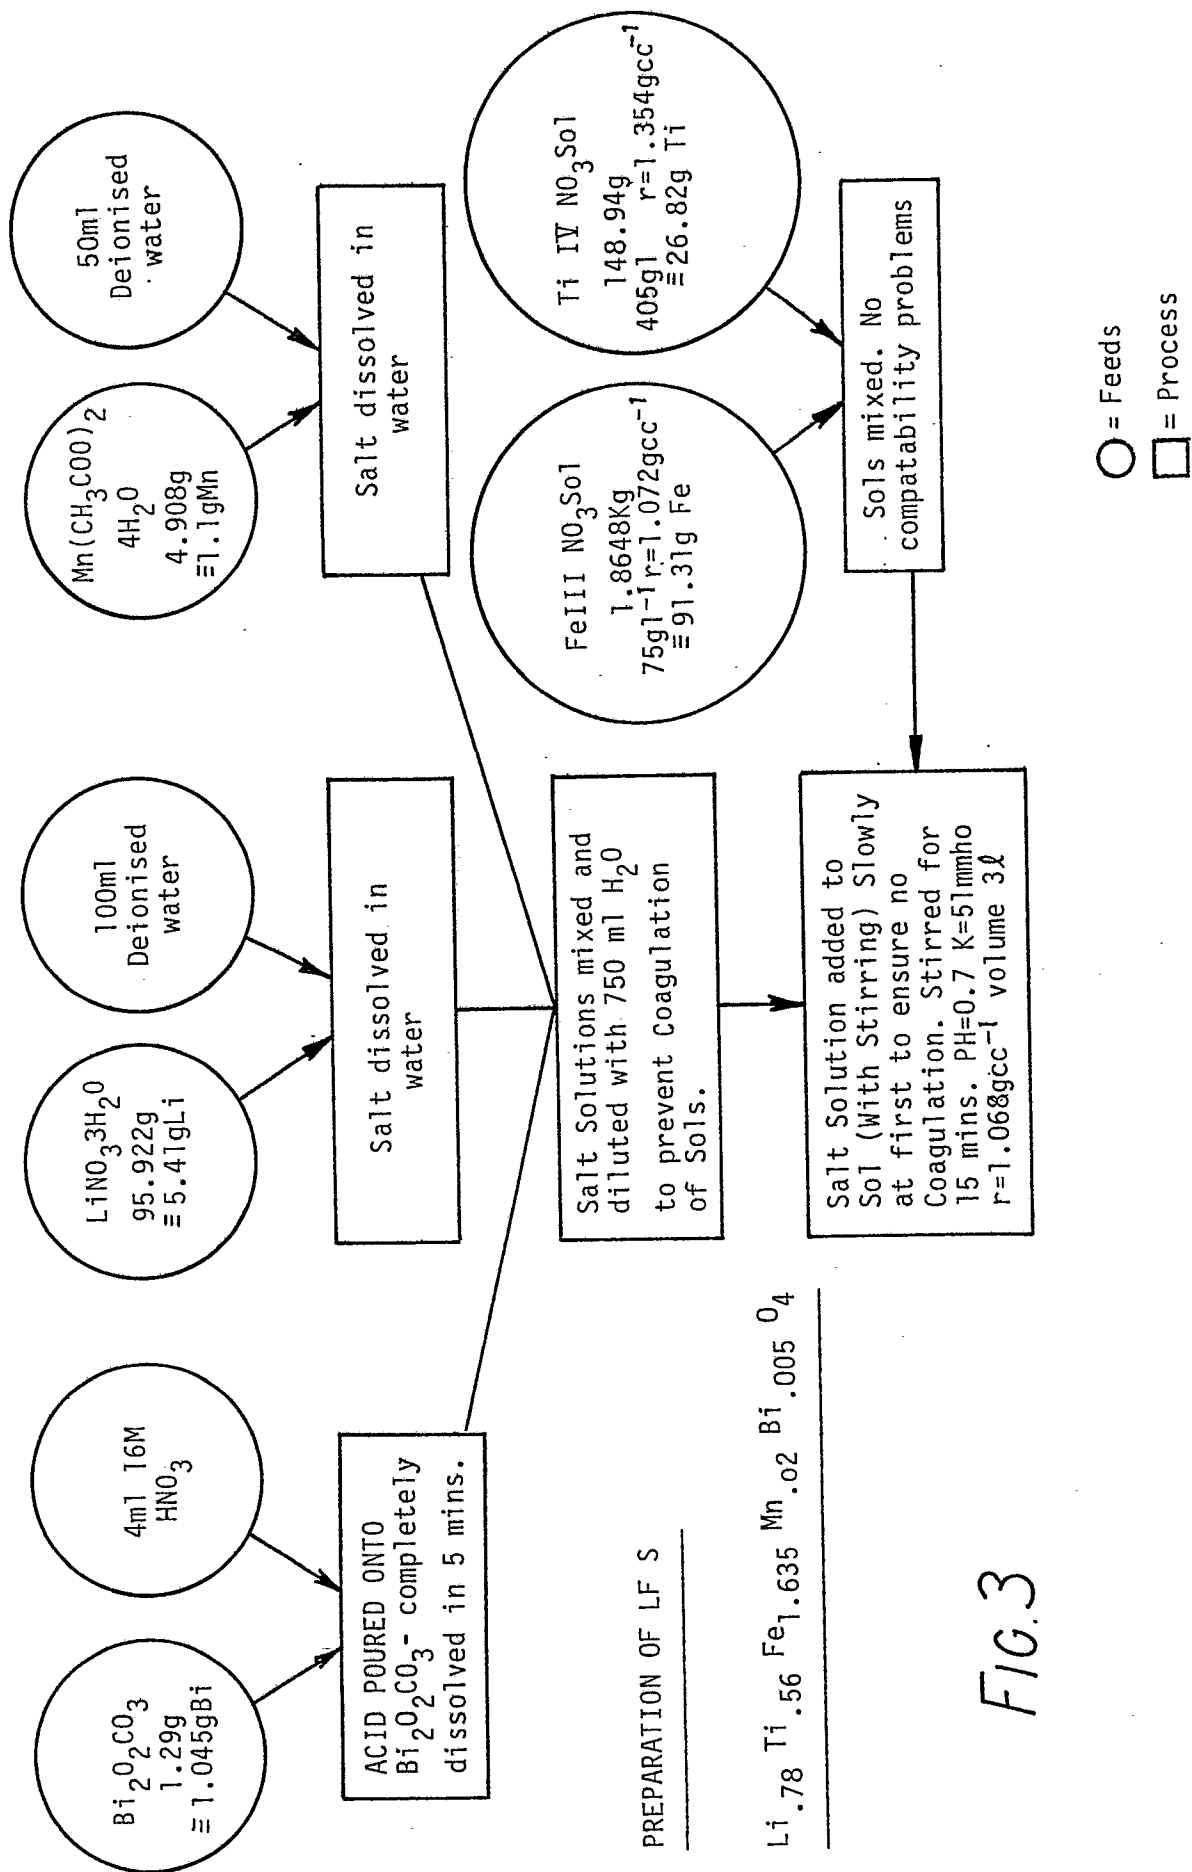 Bi2O2CO3
1.29g
≡1.045gBi
4ml 16M
HNO3
LiNO33H2O
95.922g
≡5.41gLi
100ml
Deionised
water
Mn(CH3COO)2
4H2O
4.908g
≡1.1gMn
50ml
Deionised
water
ACID POURED ONTO
Bi2O2CO3- completely
dissolved in 5 mins.
Salt dissolved in
water
Salt dissolved in
water
Salt Solutions mixed and
diluted with 750 ml H2O
to prevent Coagulation
of Sols.
FeIII NO3Sol
1.8648Kg
75gl-1r=1.072gcc-1
≡91.31g Fe
Ti IV NO3Sol
148.94g
405gl r=1.354gcc-1
≡26.82g Ti
Sols mixed. No
compatability problems
Salt Solution added to
Sol (With Stirring) Slowly
at first to ensure no
Coagulation. Stirred for
15 mins. PH=0.7 K=51mmho
r=1.068gcc-1 volume 3ℓ
PREPARATION OF LF S
Li.78 Ti.56 Fe1.635 Mn.o2 Bi.005 O4
○ = Feeds
□ = Process
FIG. 3